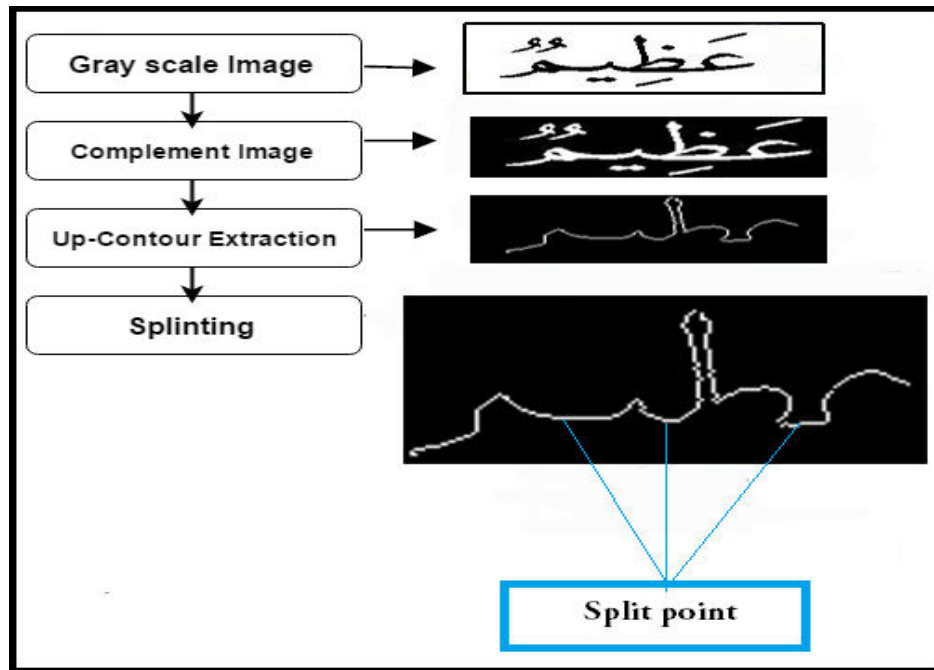 Gray scale Image
عَظِيمٌ
Complement Image
عَظِيمٌ
Up-Contour Extraction
Splinting
Split point